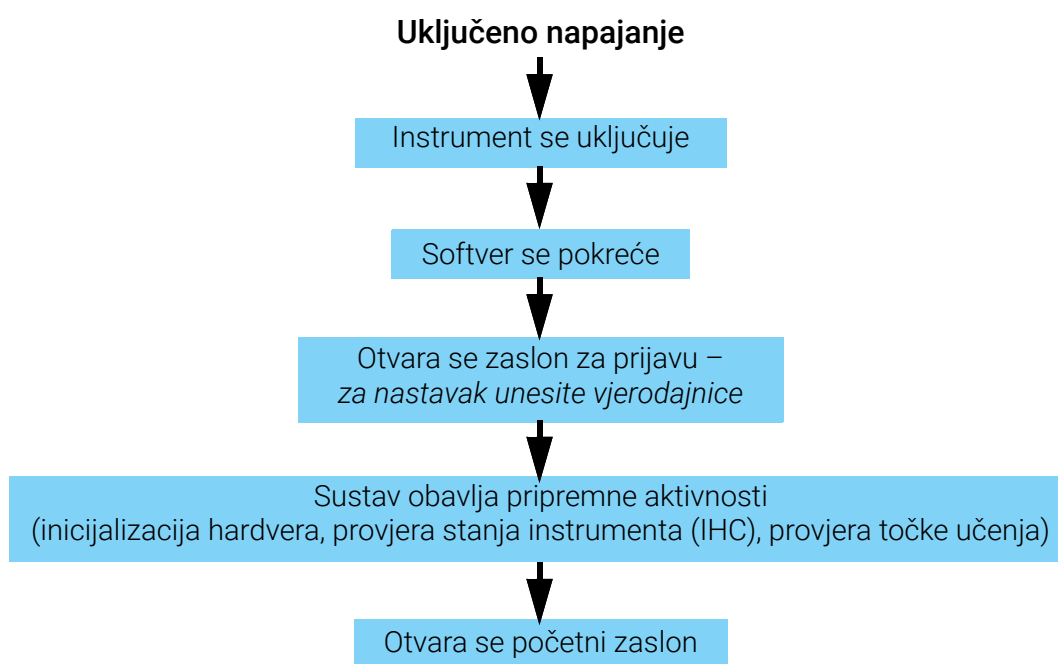 Uključeno napajanje
Instrument se uključuje
Softver se pokreće
Otvara se zaslon za prijavu –
za nastavak unesite vjerodajnice
Sustav obavlja pripremne aktivnosti
(inicijalizacija hardvera, provjera stanja instrumenta (IHC), provjera točke učenja)
Otvara se početni zaslon